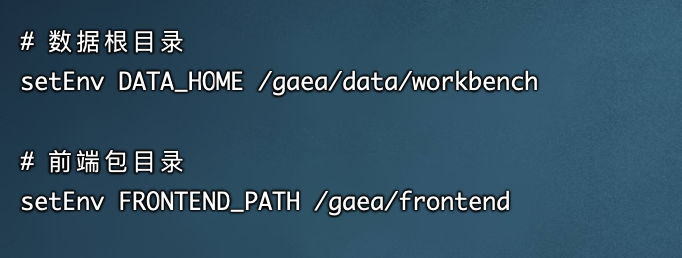 # 数据根目录
setEnv DATA_HOME /gaea/data/workbench
# 前端包目录
setEnv FRONTEND_PATH /gaea/frontend